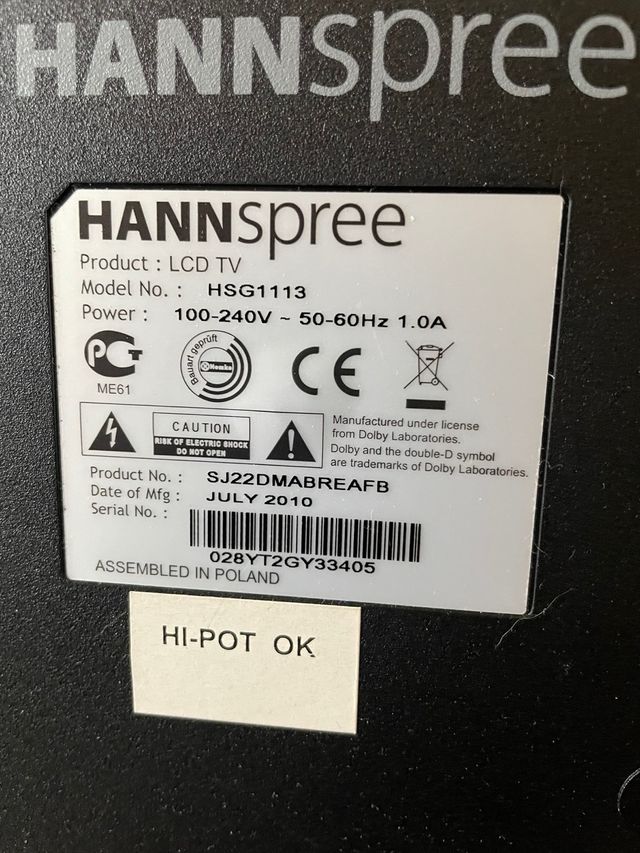 HANNspree
HANNspree
Product : LCD TV
Model No. : HSG1113
Power : 100-240V ~ 50-60Hz 1.0A
ME61
Bauart geprüft
Nemko
CE
CAUTION
RISK OF ELECTRIC SHOCK
DO NOT OPEN
Manufactured under license
from Dolby Laboratories.
Dolby and the double-D symbol
are trademarks of Dolby Laboratories.
Product No. : SJ22DMABREAFB
Date of Mfg : JULY 2010
Serial No. :
028YT2GY33405
ASSEMBLED IN POLAND
HI-POT OK